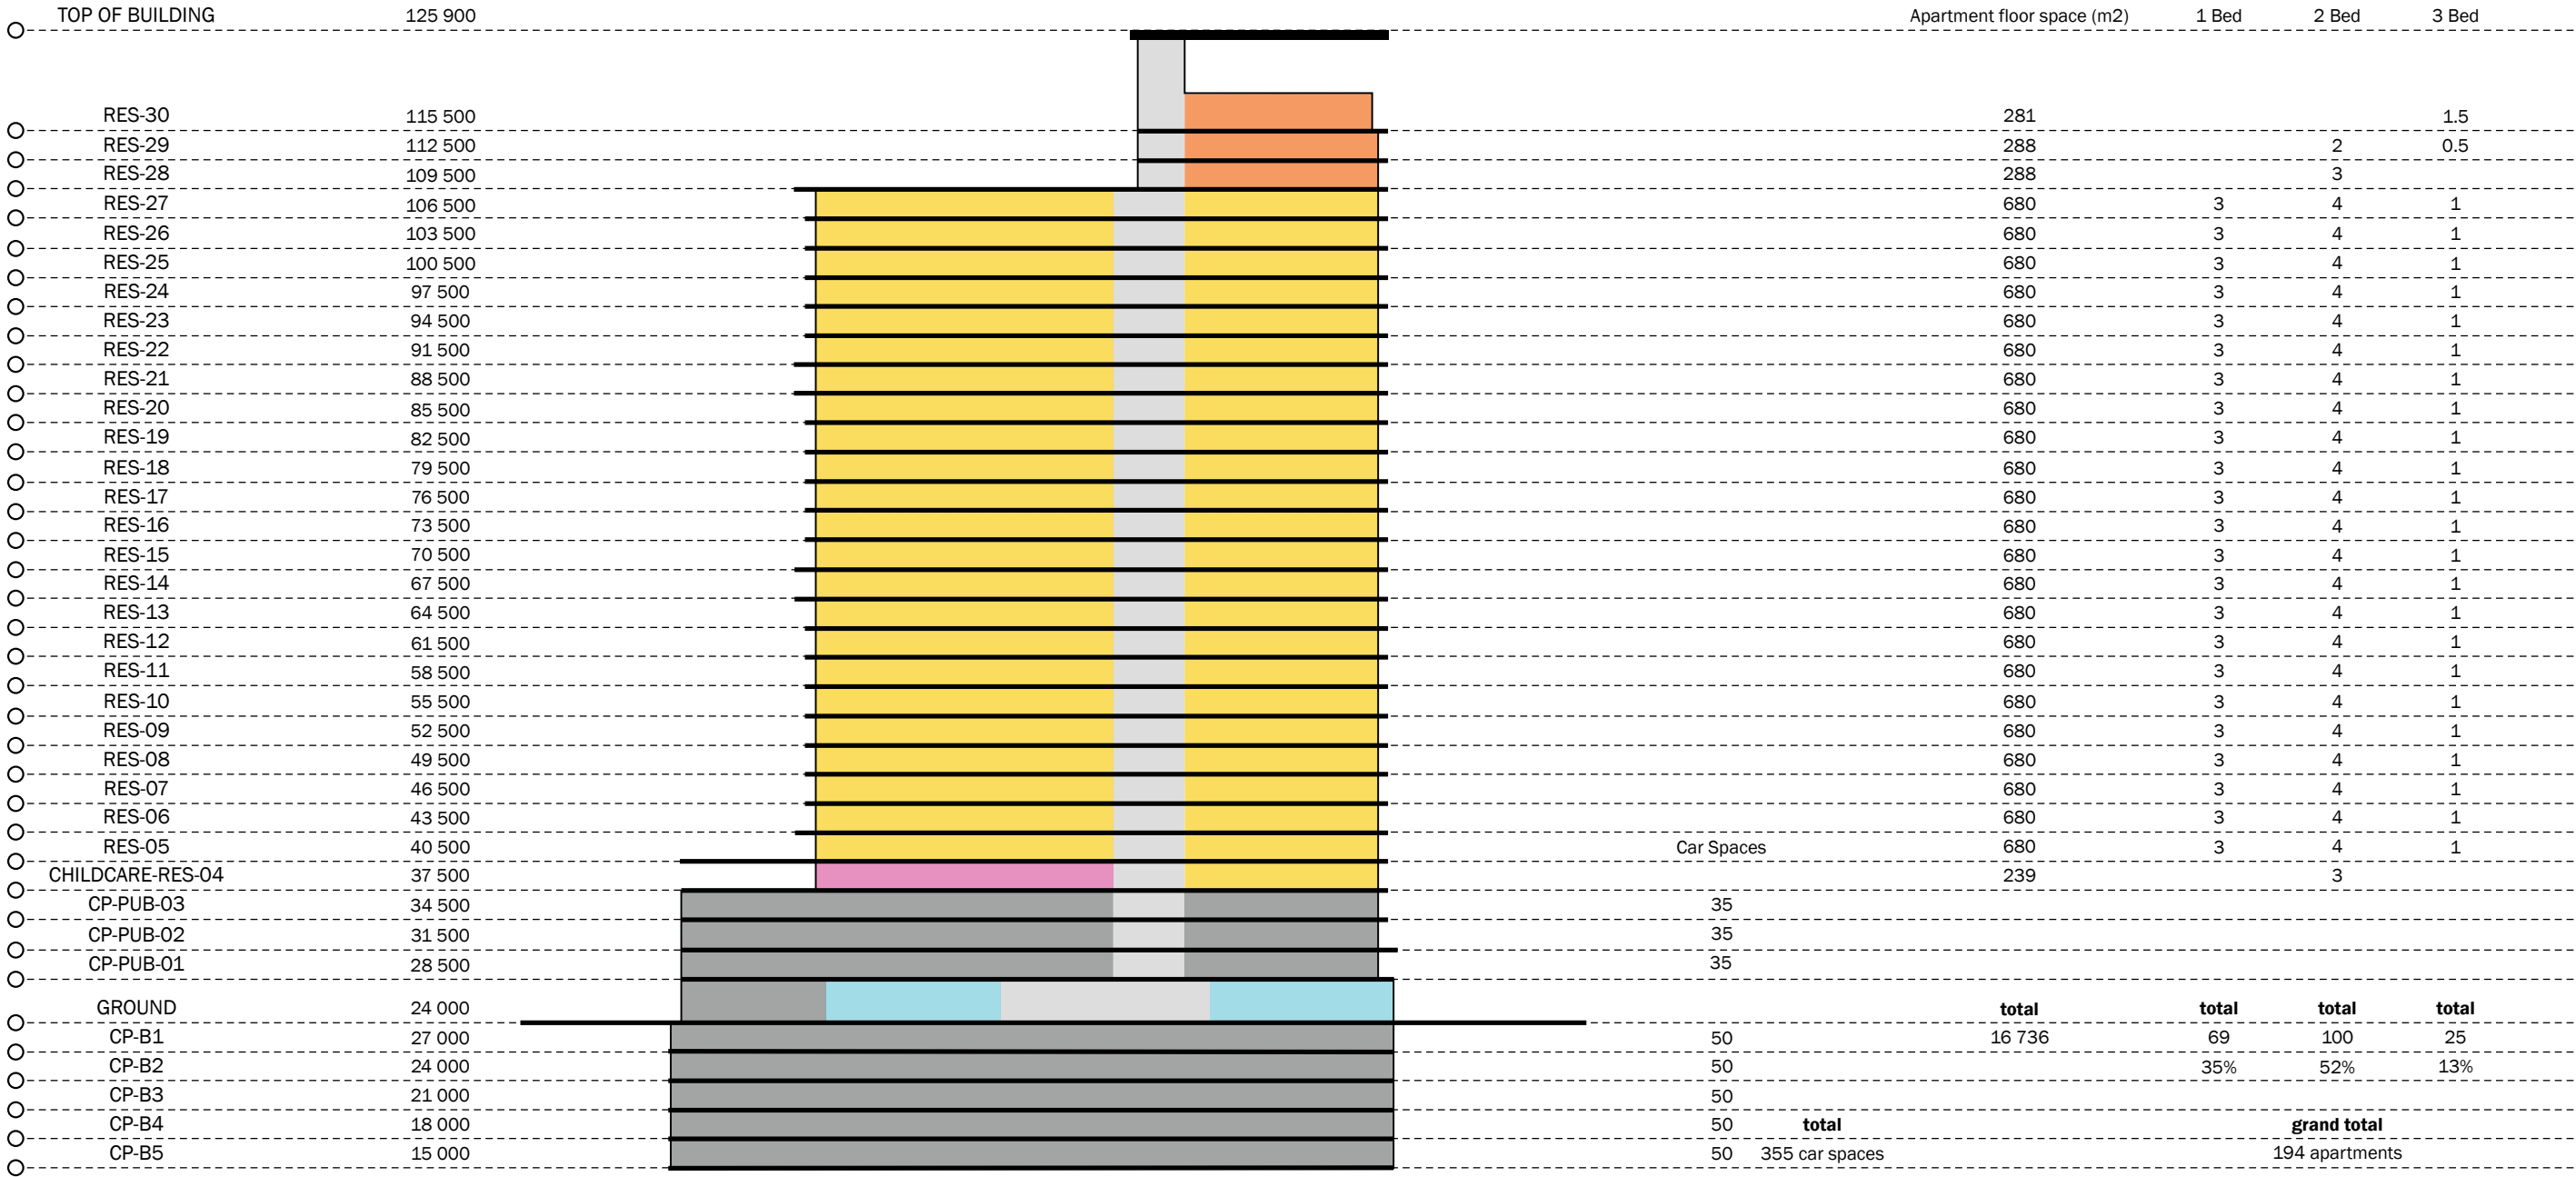 TOP OF BUILDING 125 900 Apartment floor space (m2) 1 Bed 2 Bed 3 Bed
RES-30 115 500 281 1.5
RES-29 112 500 288 2 0.5
RES-28 109 500 288 3
RES-27 106 500 680 3 4 1
RES-26 103 500 680 3 4 1
RES-25 100 500 680 3 4 1
RES-24 97 500 680 3 4 1
RES-23 94 500 680 3 4 1
RES-22 91 500 680 3 4 1
RES-21 88 500 680 3 4 1
RES-20 85 500 680 3 4 1
RES-19 82 500 680 3 4 1
RES-18 79 500 680 3 4 1
RES-17 76 500 680 3 4 1
RES-16 73 500 680 3 4 1
RES-15 70 500 680 3 4 1
RES-14 67 500 680 3 4 1
RES-13 64 500 680 3 4 1
RES-12 61 500 680 3 4 1
RES-11 58 500 680 3 4 1
RES-10 55 500 680 3 4 1
RES-09 52 500 680 3 4 1
RES-08 49 500 680 3 4 1
RES-07 46 500 680 3 4 1
RES-06 43 500 680 3 4 1
RES-05 40 500 Car Spaces 680 3 4 1
CHILDCARE-RES-04 37 500 239 3
CP-PUB-03 34 500 35
CP-PUB-02 31 500 35
CP-PUB-01 28 500 35
GROUND 24 000 total total total total
CP-B1 27 000 50 16 736 69 100 25
CP-B2 24 000 50 35% 52% 13%
CP-B3 21 000 50
CP-B4 18 000 50 total grand total
CP-B5 15 000 50 355 car spaces 194 apartments